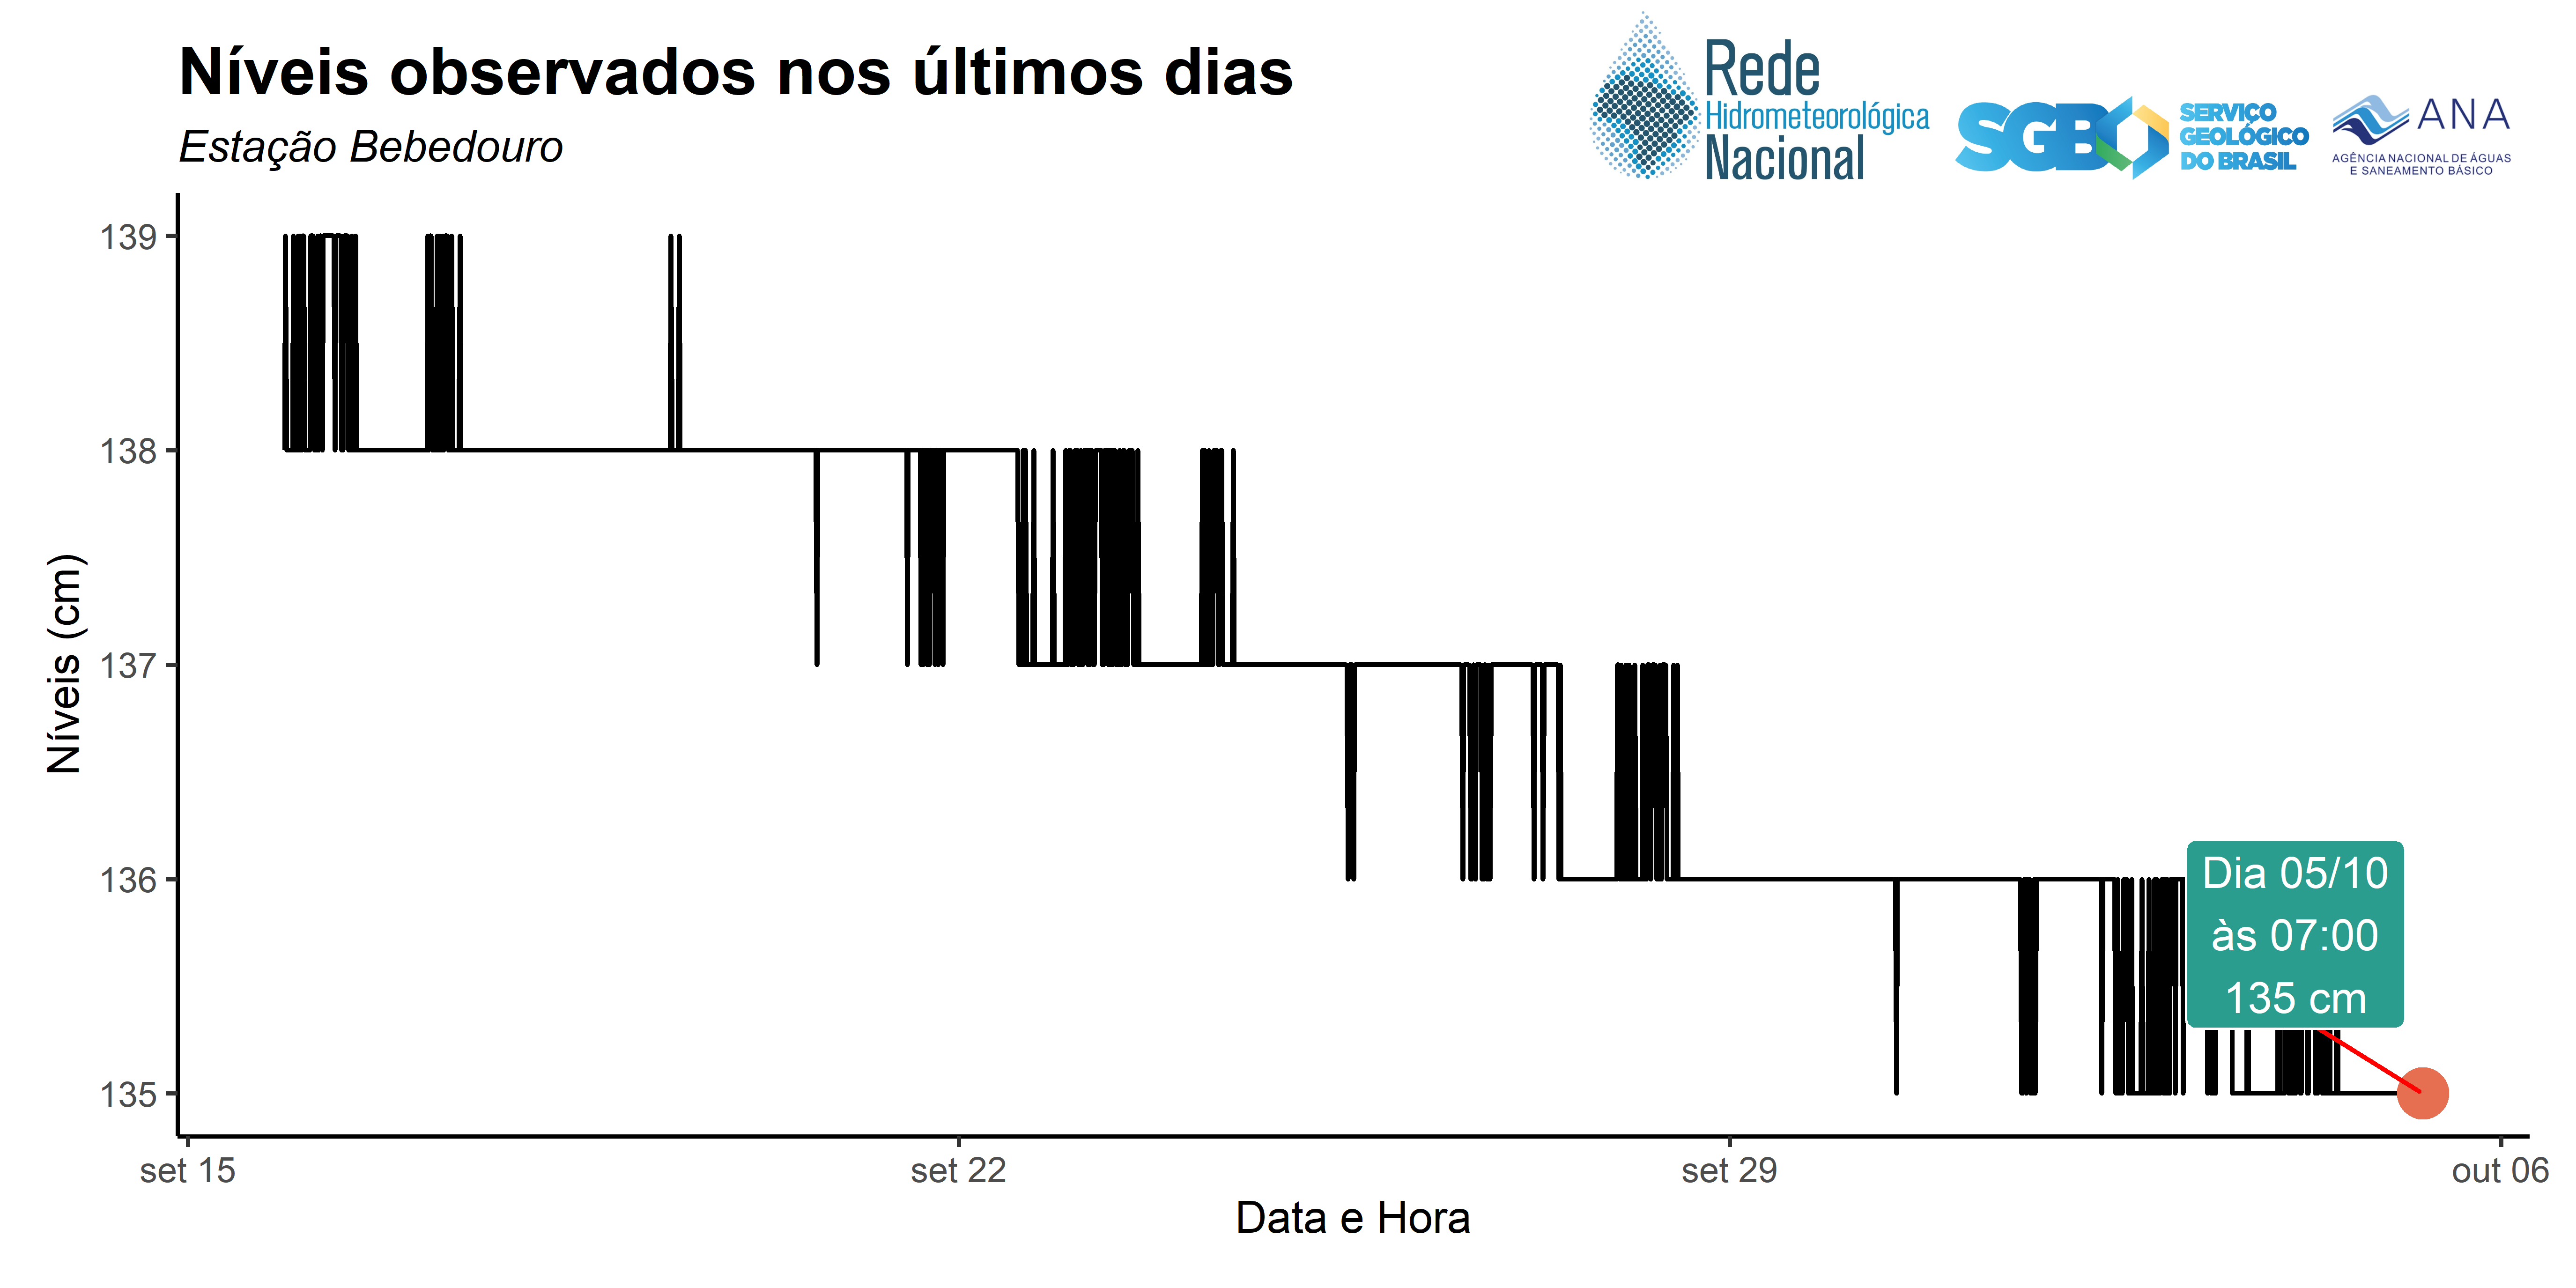 Níveis observados nos últimos dias
Estação Bebedouro
Rede
Hidrometeorológica
Nacional
SGB
SERVIÇO
GEOLÓGICO
DO BRASIL
ANA
AGÊNCIA NACIONAL DE ÁGUAS
E SANEAMENTO BÁSICO
Níveis (cm)
139
138
137
136
135
Dia 05/10
às 07:00
135 cm
set 15
set 22
set 29
out 06
Data e Hora